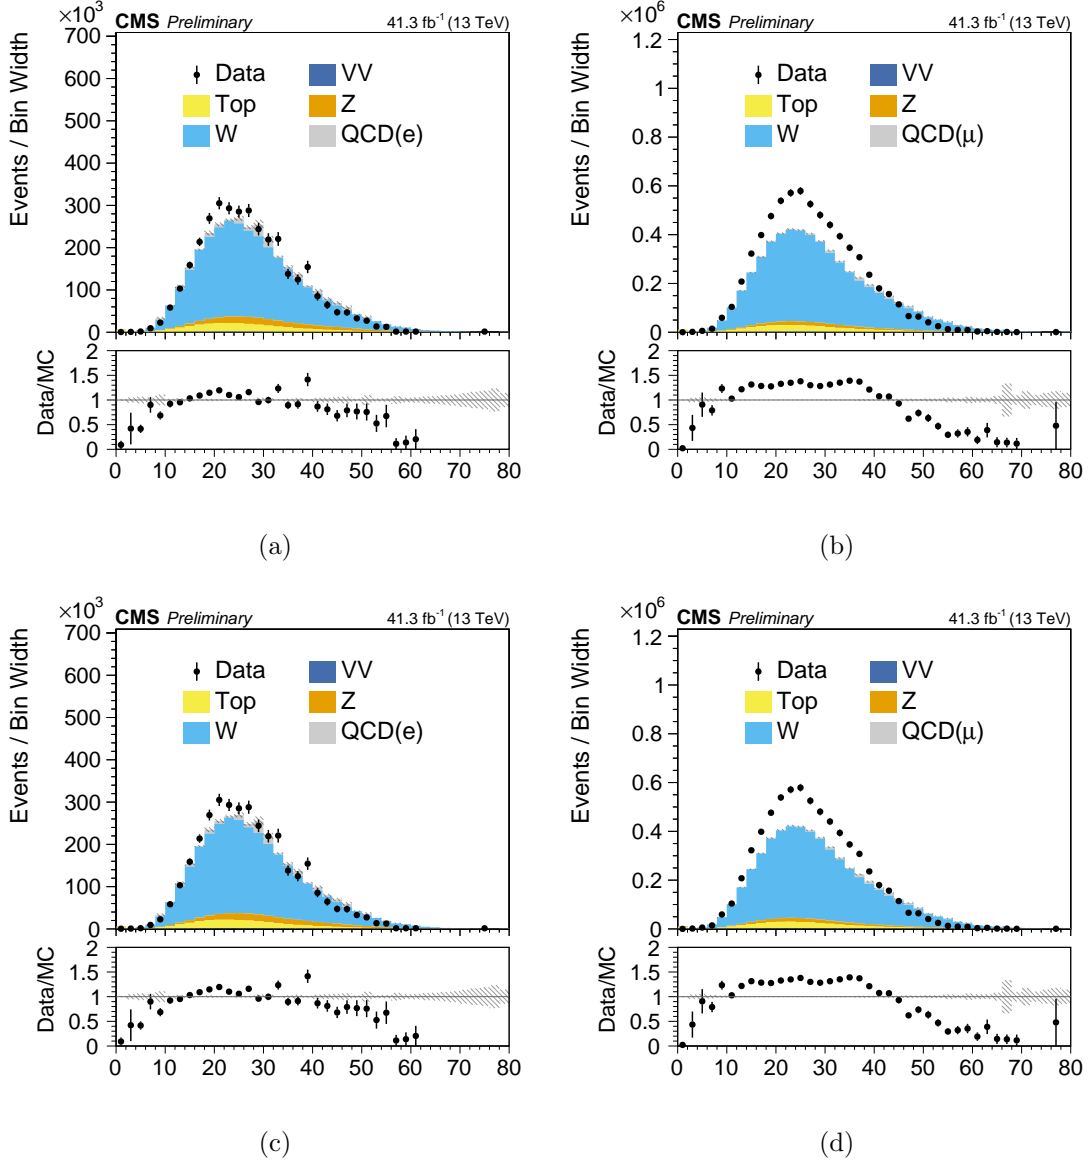 ×10³ CMS Preliminary 41.3 fb⁻¹ (13 TeV)
Events / Bin Width
700
600
500
400
300
200
100
0
Data VV
Top Z
W QCD(e)
Data/MC
2
1.5
1
0.5
0
0 10 20 30 40 50 60 70 80
(a)
×10⁶ CMS Preliminary 41.3 fb⁻¹ (13 TeV)
Events / Bin Width
1.2
1
0.8
0.6
0.4
0.2
0
Data VV
Top Z
W QCD(μ)
Data/MC
2
1.5
1
0.5
0
0 10 20 30 40 50 60 70 80
(b)
×10³ CMS Preliminary 41.3 fb⁻¹ (13 TeV)
Events / Bin Width
700
600
500
400
300
200
100
0
Data VV
Top Z
W QCD(e)
Data/MC
2
1.5
1
0.5
0
0 10 20 30 40 50 60 70 80
(c)
×10⁶ CMS Preliminary 41.3 fb⁻¹ (13 TeV)
Events / Bin Width
1.2
1
0.8
0.6
0.4
0.2
0
Data VV
Top Z
W QCD(μ)
Data/MC
2
1.5
1
0.5
0
0 10 20 30 40 50 60 70 80
(d)